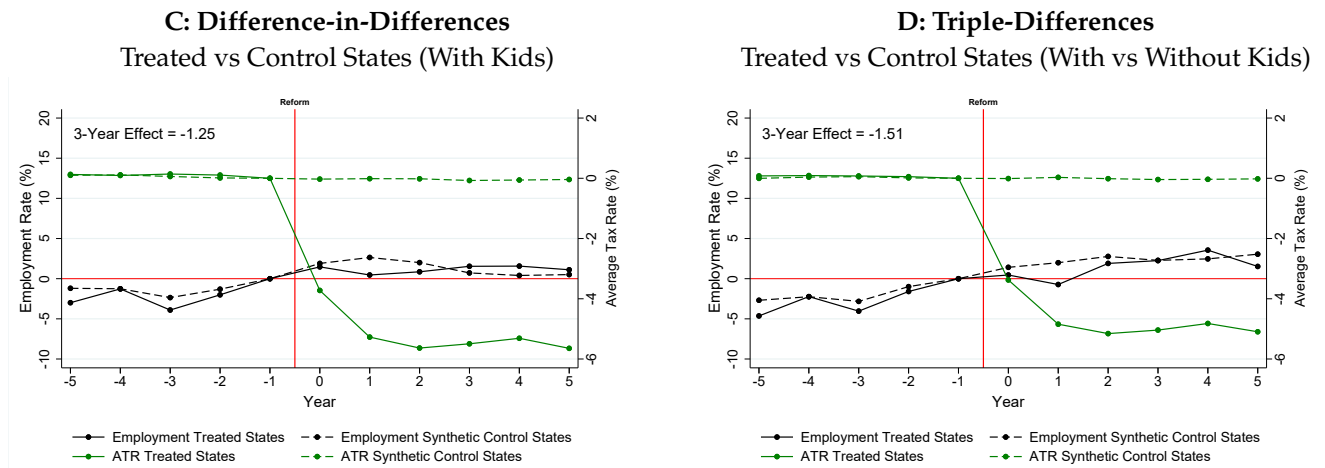 C: Difference-in-Differences
Treated vs Control States (With Kids)
Reform
3-Year Effect = -1.25
20
15
10
5
0
-5
-10
Employment Rate (%)
2
0
-2
-4
-6
Average Tax Rate (%)
-5 -4 -3 -2 -1 0 1 2 3 4 5
Year
Employment Treated States Employment Synthetic Control States
ATR Treated States ATR Synthetic Control States
D: Triple-Differences
Treated vs Control States (With vs Without Kids)
Reform
3-Year Effect = -1.51
20
15
10
5
0
-5
-10
Employment Rate (%)
2
0
-2
-4
-6
Average Tax Rate (%)
-5 -4 -3 -2 -1 0 1 2 3 4 5
Year
Employment Treated States Employment Synthetic Control States
ATR Treated States ATR Synthetic Control States